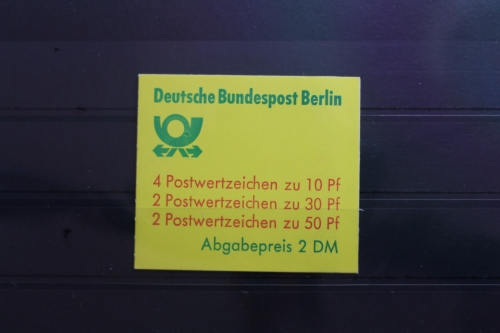 Deutsche Bundespost Berlin
4 Postwertzeichen zu 10 Pf
2 Postwertzeichen zu 30 Pf
2 Postwertzeichen zu 50 Pf
Abgabepreis 2 DM